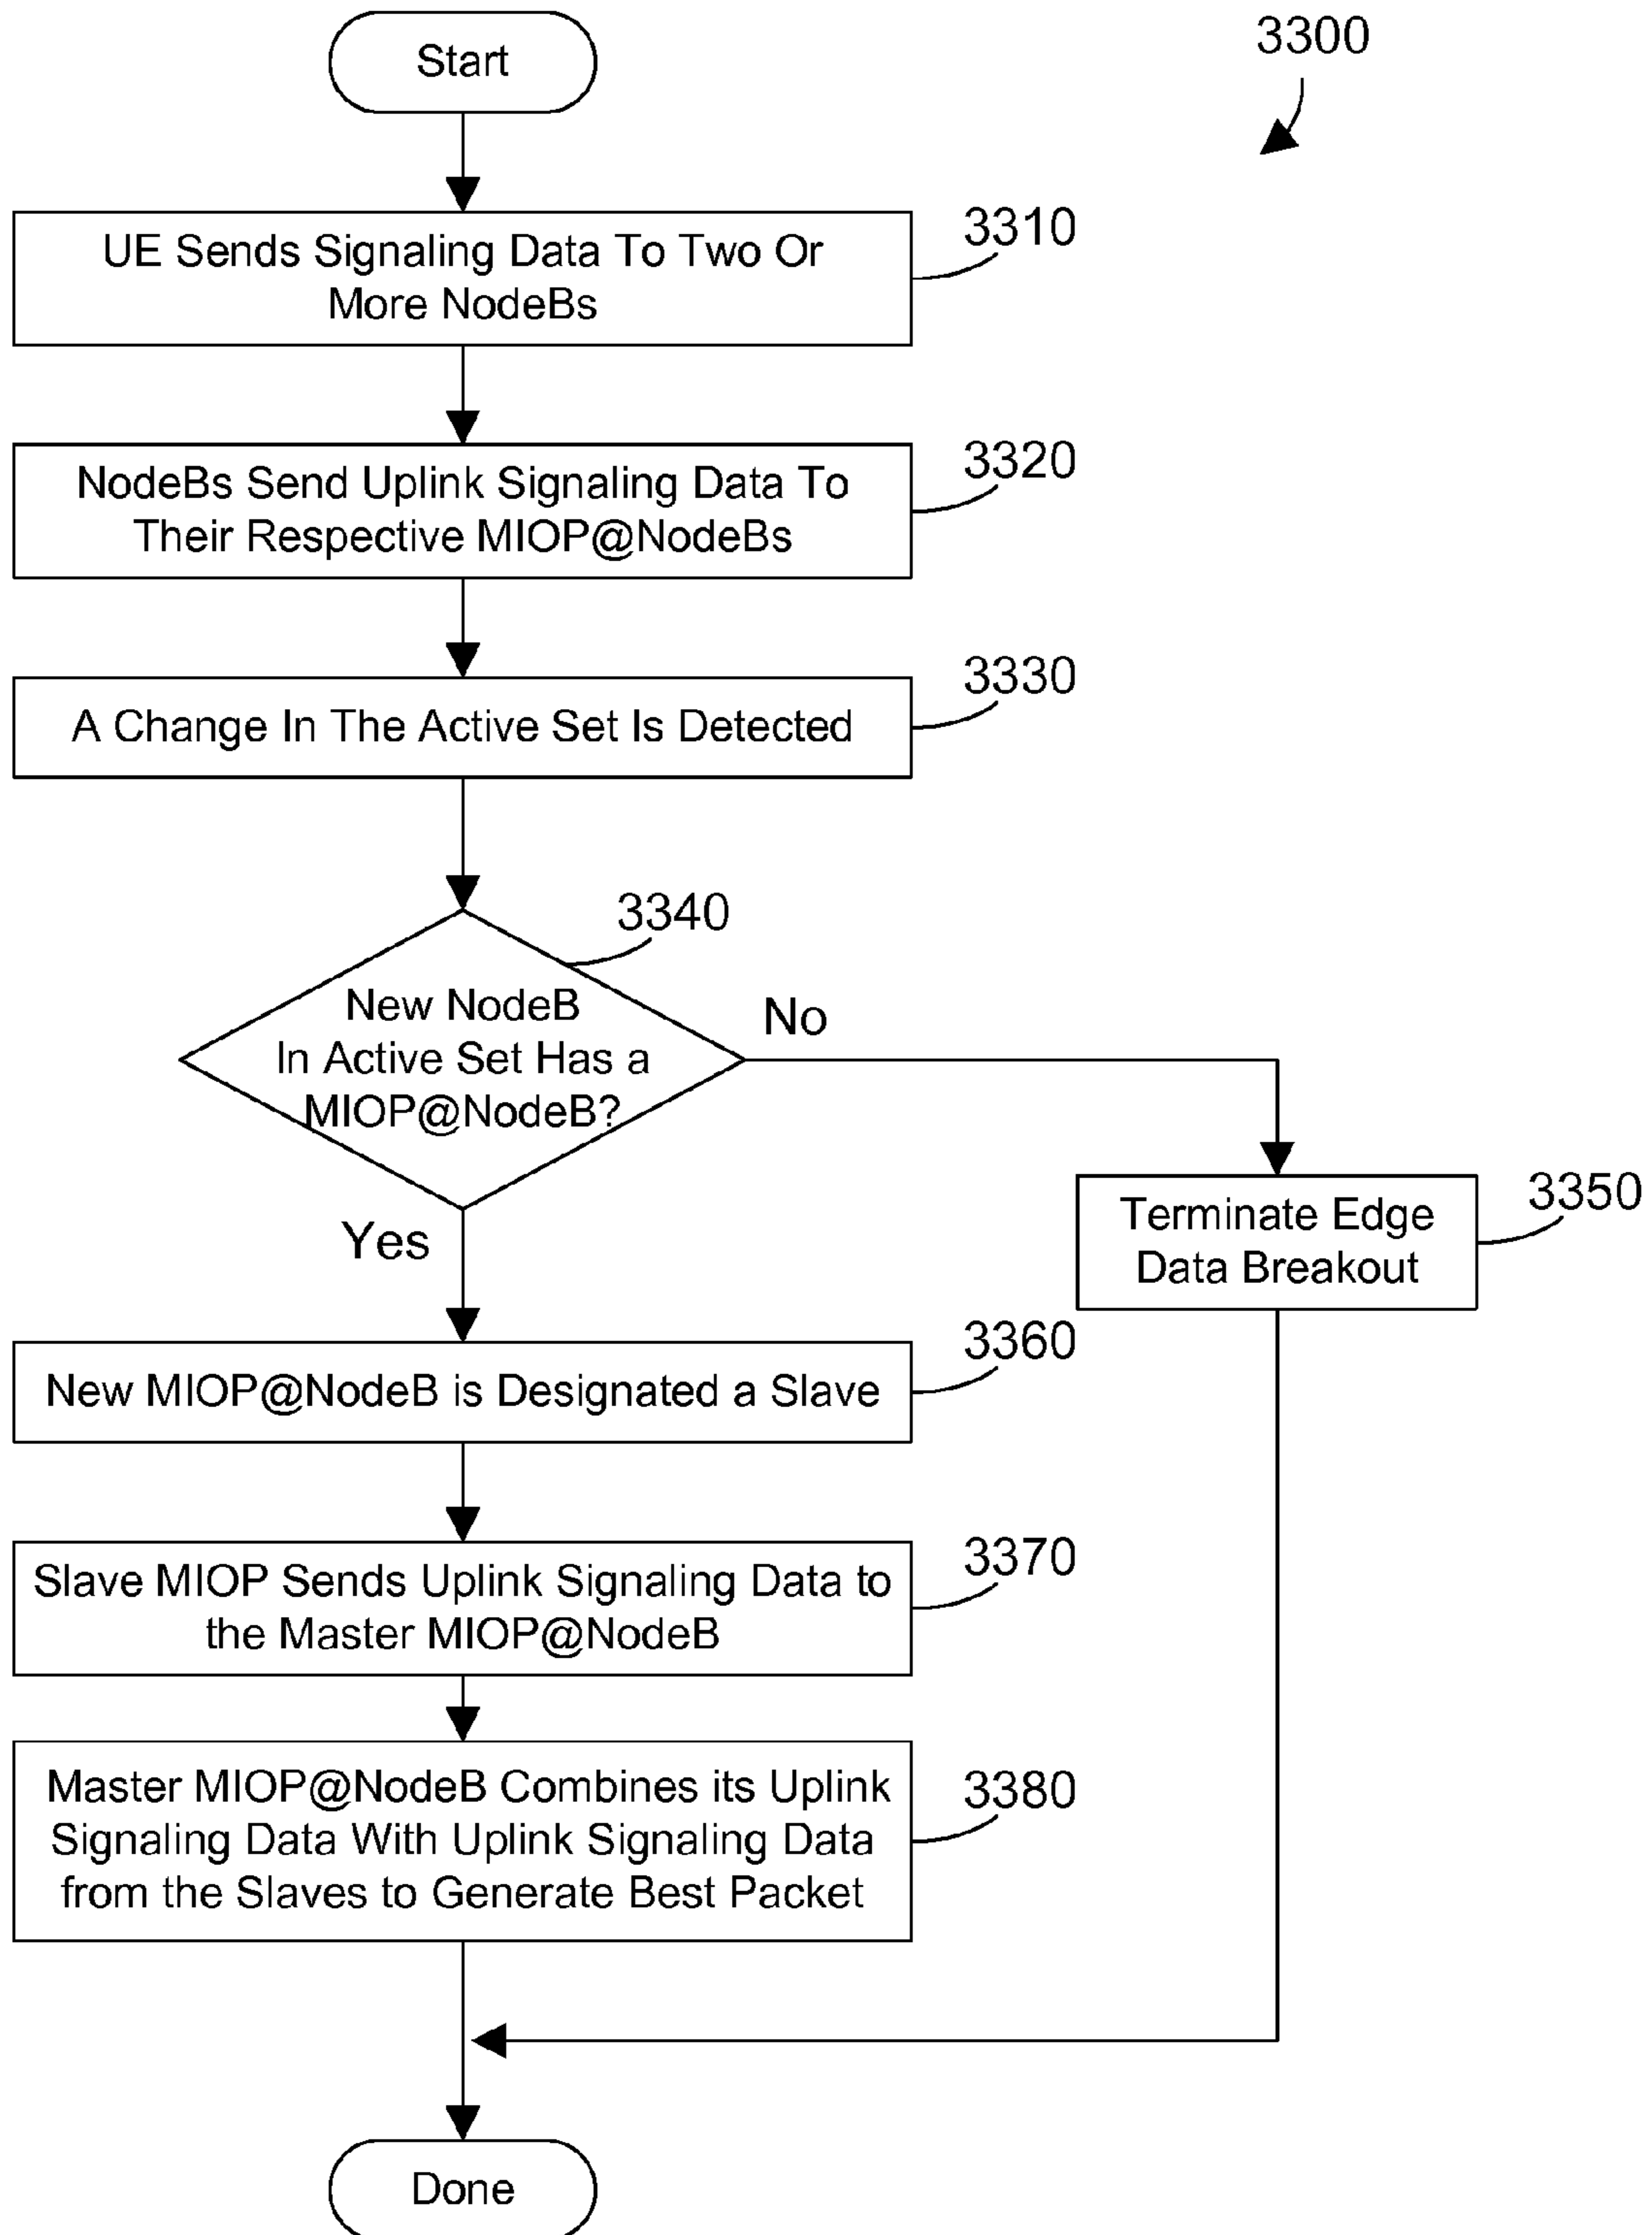 Start
3300
UE Sends Signaling Data To Two Or
More NodeBs
3310
NodeBs Send Uplink Signaling Data To
Their Respective MIOP@NodeBs
3320
A Change In The Active Set Is Detected
3330
3340
New NodeB
In Active Set Has a
MIOP@NodeB?
No
Yes
Terminate Edge
Data Breakout
3350
New MIOP@NodeB is Designated a Slave
3360
Slave MIOP Sends Uplink Signaling Data to
the Master MIOP@NodeB
3370
Master MIOP@NodeB Combines its Uplink
Signaling Data With Uplink Signaling Data
from the Slaves to Generate Best Packet
3380
Done